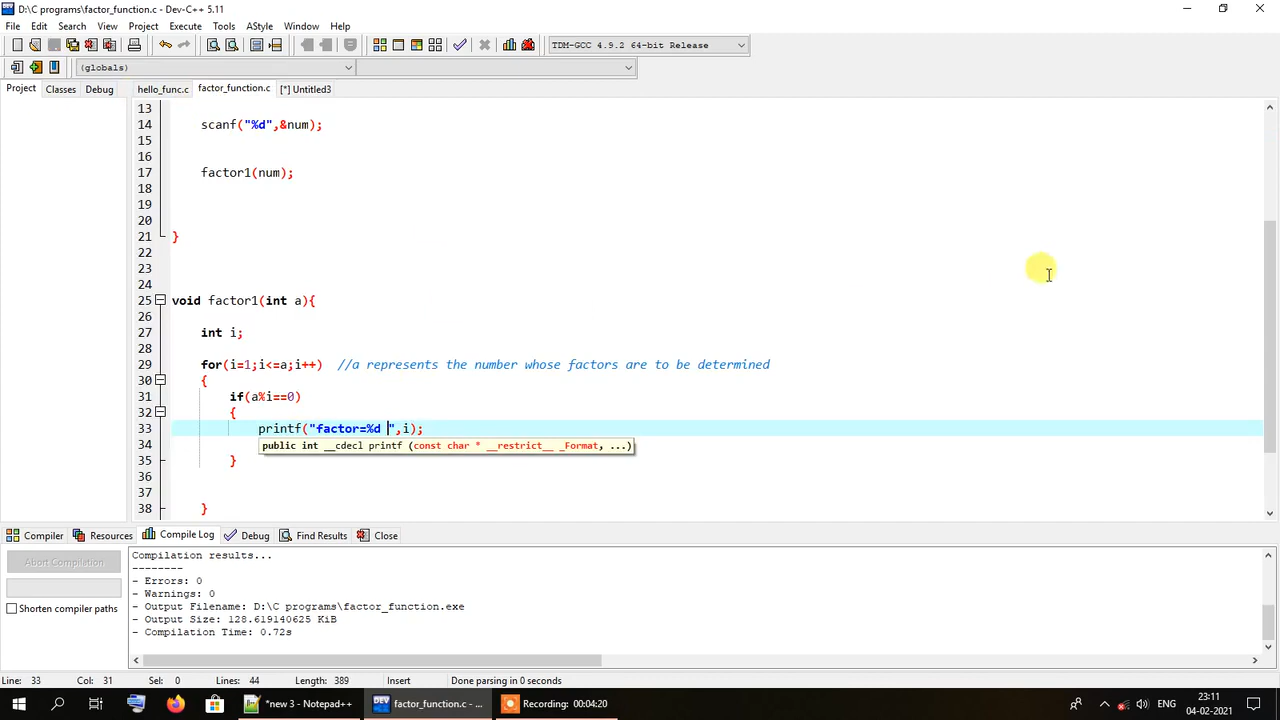 D:\C programs\factor_function.c - Dev-C++ 5.11
File Edit Search View Project Execute Tools AStyle Window Help
TDM-GCC 4.9.2 64-bit Release
(globals)
Project Classes Debug hello_func.c factor_function.c [*] Untitled3
13
14 scanf("%d",&num);
15
16
17 factor1(num);
18
19
20
21 }
22
23
24
25 void factor1(int a){
26
27 int i;
28
29 for(i=1;i<=a;i++) //a represents the number whose factors are to be determined
30 {
31 if(a%i==0)
32 {
33 printf("factor=%d ",i);
34 public int __cdecl printf (const char * __restrict__ _Format, ...)
35 }
36
37
38 }
Compiler Resources Compile Log Debug Find Results Close
Abort Compilation
Shorten compiler paths
Compilation results...
--------
- Errors: 0
- Warnings: 0
- Output Filename: D:\C programs\factor_function.exe
- Output Size: 128.619140625 KiB
- Compilation Time: 0.72s
Line: 33 Col: 31 Sel: 0 Lines: 44 Length: 389 Insert Done parsing in 0 seconds
*new 3 - Notepad++ DEV factor_function.c - ... Recording: 00:04:20 ENG 23:11
04-02-2021